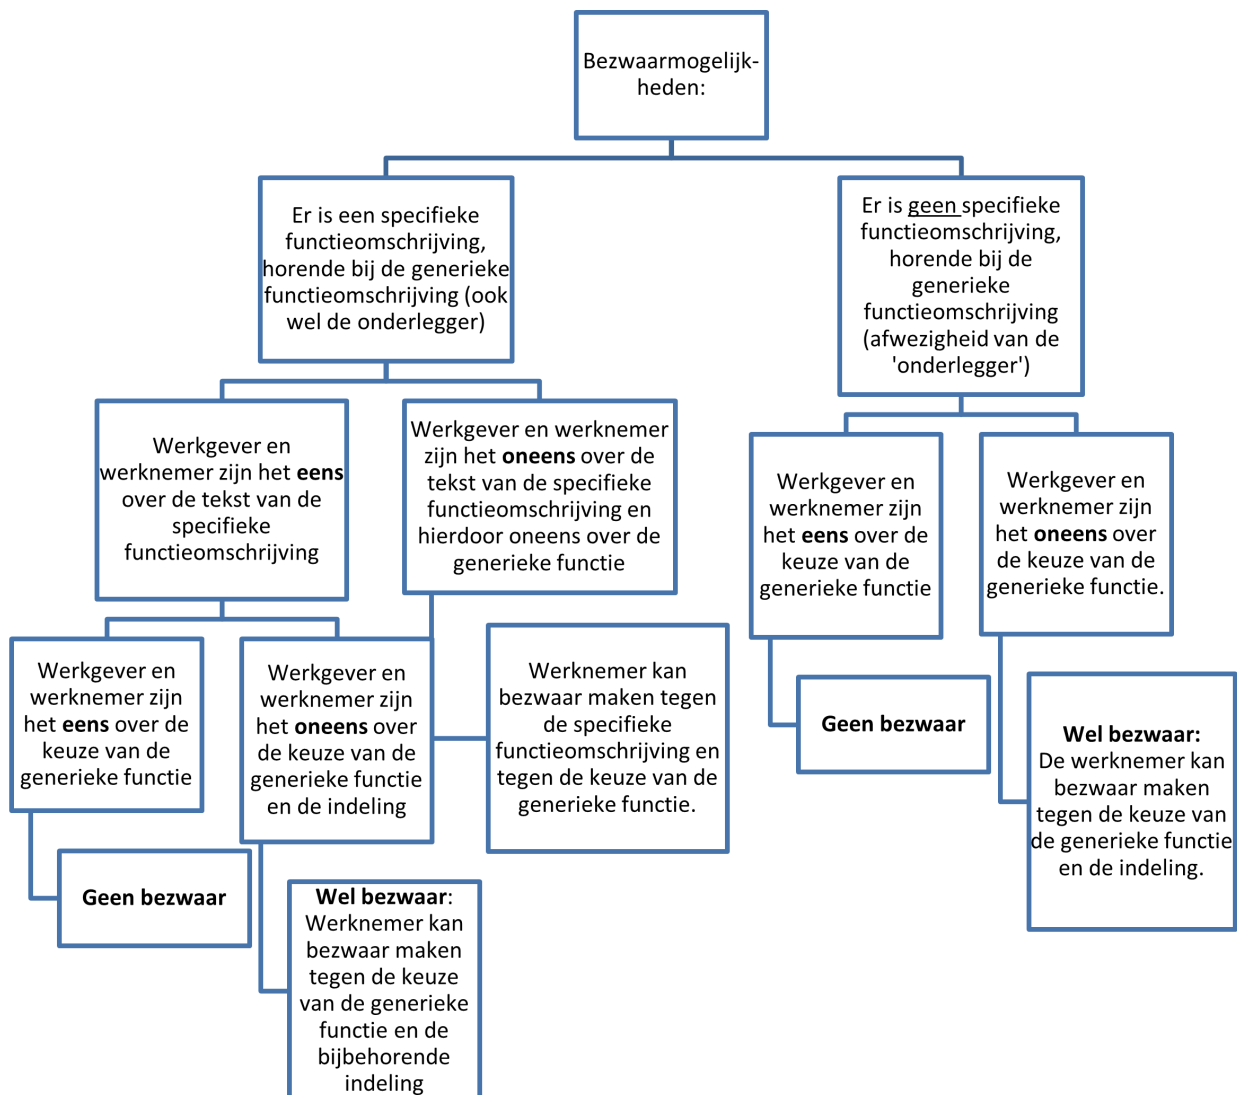 Bezwaarmogelijk-
heden:
Er is een specifieke
functieomschrijving,
horende bij de generieke
functieomschrijving (ook
wel de onderlegger)
Er is geen specifieke
functieomschrijving,
horende bij de
generieke
functieomschrijving
(afwezigheid van de
'onderlegger')
Werkgever en
werknemer zijn het eens
over de tekst van de
specifieke
functieomschrijving
Werkgever en werknemer
zijn het oneens over de
tekst van de specifieke
functieomschrijving en
hierdoor oneens over de
generieke functie
Werkgever en
werknemer zijn
het eens over de
keuze van de
generieke functie
Werkgever en
werknemer zijn
het oneens over
de keuze van de
generieke functie.
Werkgever en
werknemer zijn
het eens over de
keuze van de
generieke functie
Werkgever en
werknemer zijn
het oneens over
de keuze van de
generieke functie
en de indeling
Werknemer kan
bezwaar maken tegen
de specifieke
functieomschrijving en
tegen de keuze van de
generieke functie.
Geen bezwaar
Wel bezwaar:
De werknemer kan
bezwaar maken
tegen de keuze van
de generieke functie
en de indeling.
Geen bezwaar
Wel bezwaar:
Werknemer kan
bezwaar maken
tegen de keuze
van de generieke
functie en de
bijbehorende
indeling